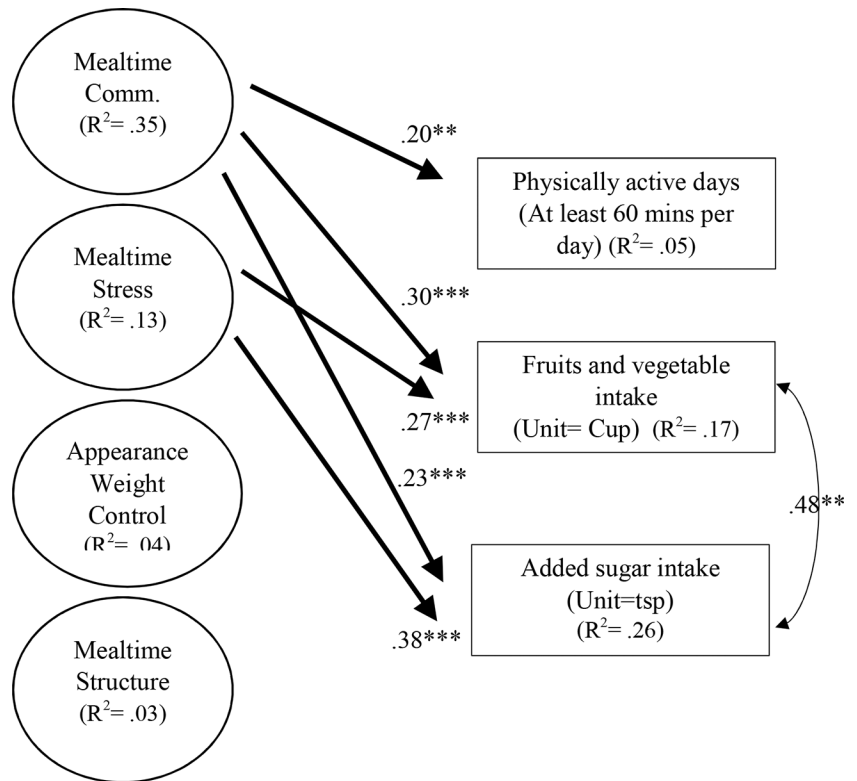 Mealtime
Comm.
(R²= .35)
Mealtime
Stress
(R²= .13)
Appearance
Weight
Control
(R²= .04)
Mealtime
Structure
(R²= .03)
.20**
.30***
.27***
.23***
.38***
Physically active days
(At least 60 mins per
day) (R²= .05)
Fruits and vegetable
intake
(Unit= Cup) (R²= .17)
Added sugar intake
(Unit=tsp)
(R²= .26)
.48**